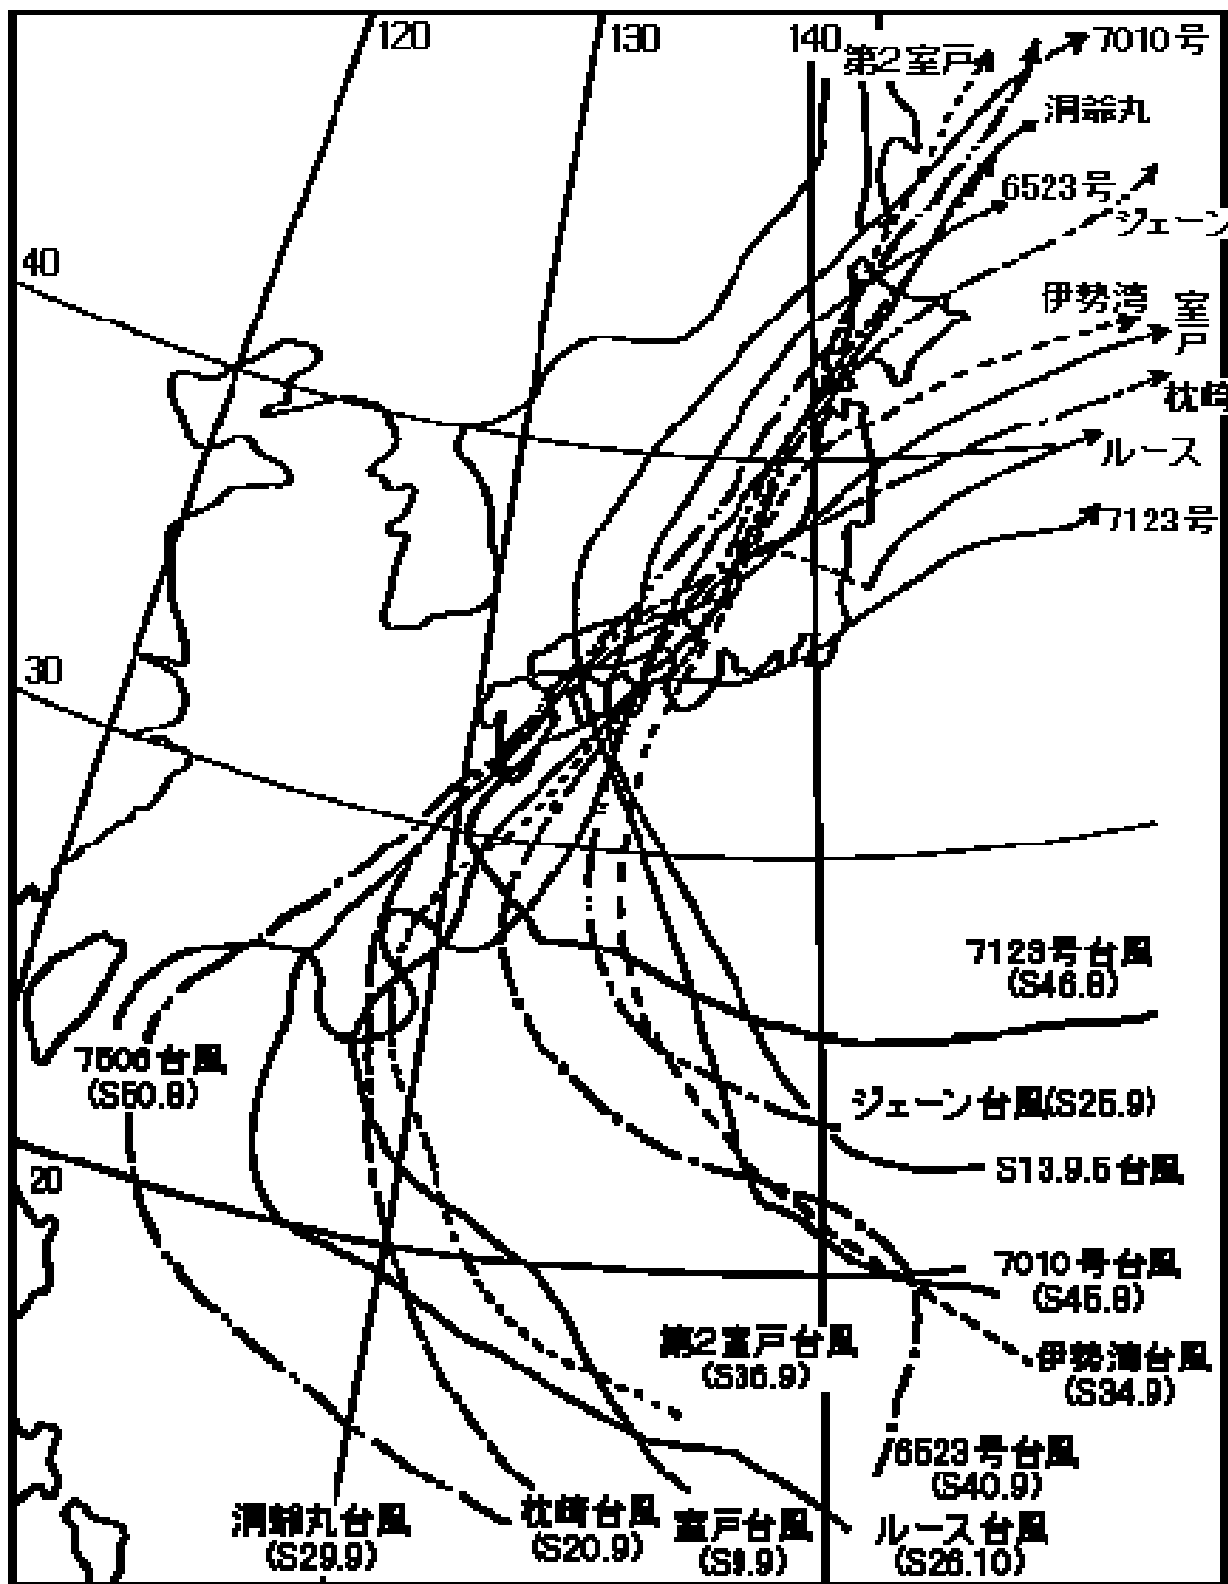 120
130
140
第2室戸
7010号
洞爺丸
6523号
ジェーン
40
伊勢湾
室戸
枕崎
ルース
7123号
30
7123号台風
(S46.8)
7506台風
(S50.8)
ジェーン台風(S25.9)
S13.9.5台風
20
7010号台風
(S45.8)
第2室戸台風
(S36.9)
伊勢湾台風
(S34.9)
6523号台風
(S40.9)
洞爺丸台風
(S29.9)
枕崎台風
(S20.9)
室戸台風
(S9.9)
ルース台風
(S26.10)